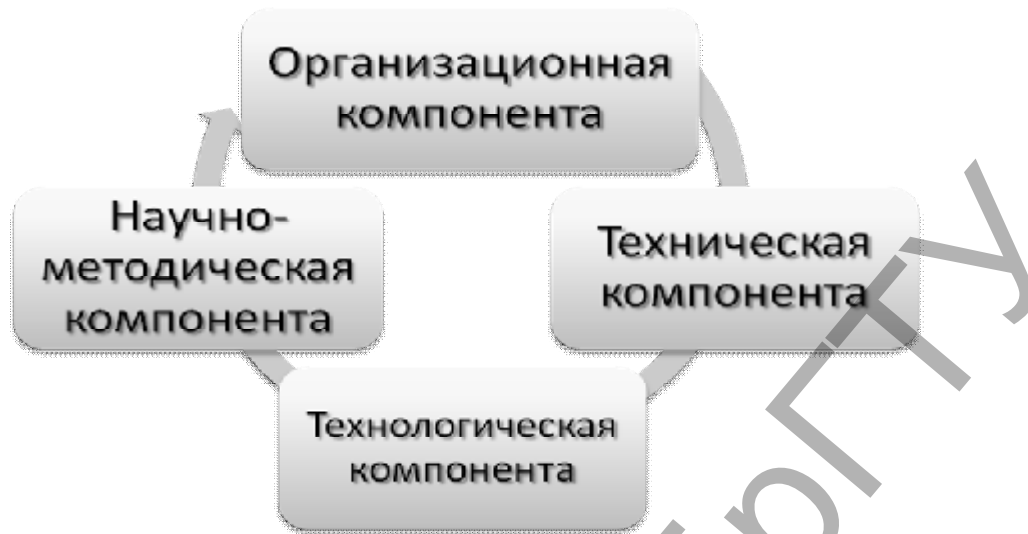 Организационная
компонента
Техническая
компонента
Технологическая
компонента
Научно-
методическая
компонента